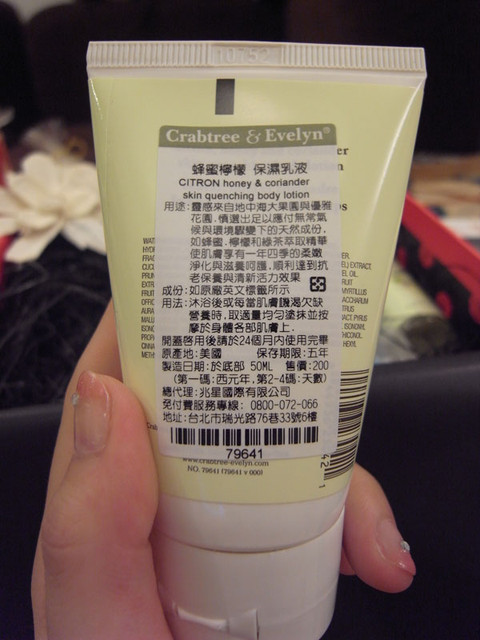 Crabtree & Evelyn®
蜂蜜檸檬 保濕乳液
CITRON honey & coriander
skin quenching body lotion
用途:靈感來自地中海大果園與優雅
花園,慎選出足以應付無常氣
候與環境驟變下的天然成份,
如蜂蜜,檸檬和綠茶萃取精華
使肌膚享有一年四季的柔嫩
淨化與滋養呵護,順利達到抗
老保養與清新活力效果
成份:如原廠英文標籤所示
用法:沐浴後或每當肌膚飢渴欠缺
營養時,取適量均勻塗抹並按
摩於身體各部肌膚上.
開蓋啓用後請於24個月內使用完畢
原產地:美國 保存期限:五年
製造日期:於底部 50ML 售價:200
(第一碼:西元年,第2-4碼:天數)
總代理:兆星國際有限公司
免付費服務專線: 0800-072-066
地址:台北市瑞光路76巷33號6樓
79641
www.crabtree-evelyn.com
NO. 79641 (79641 v 000)